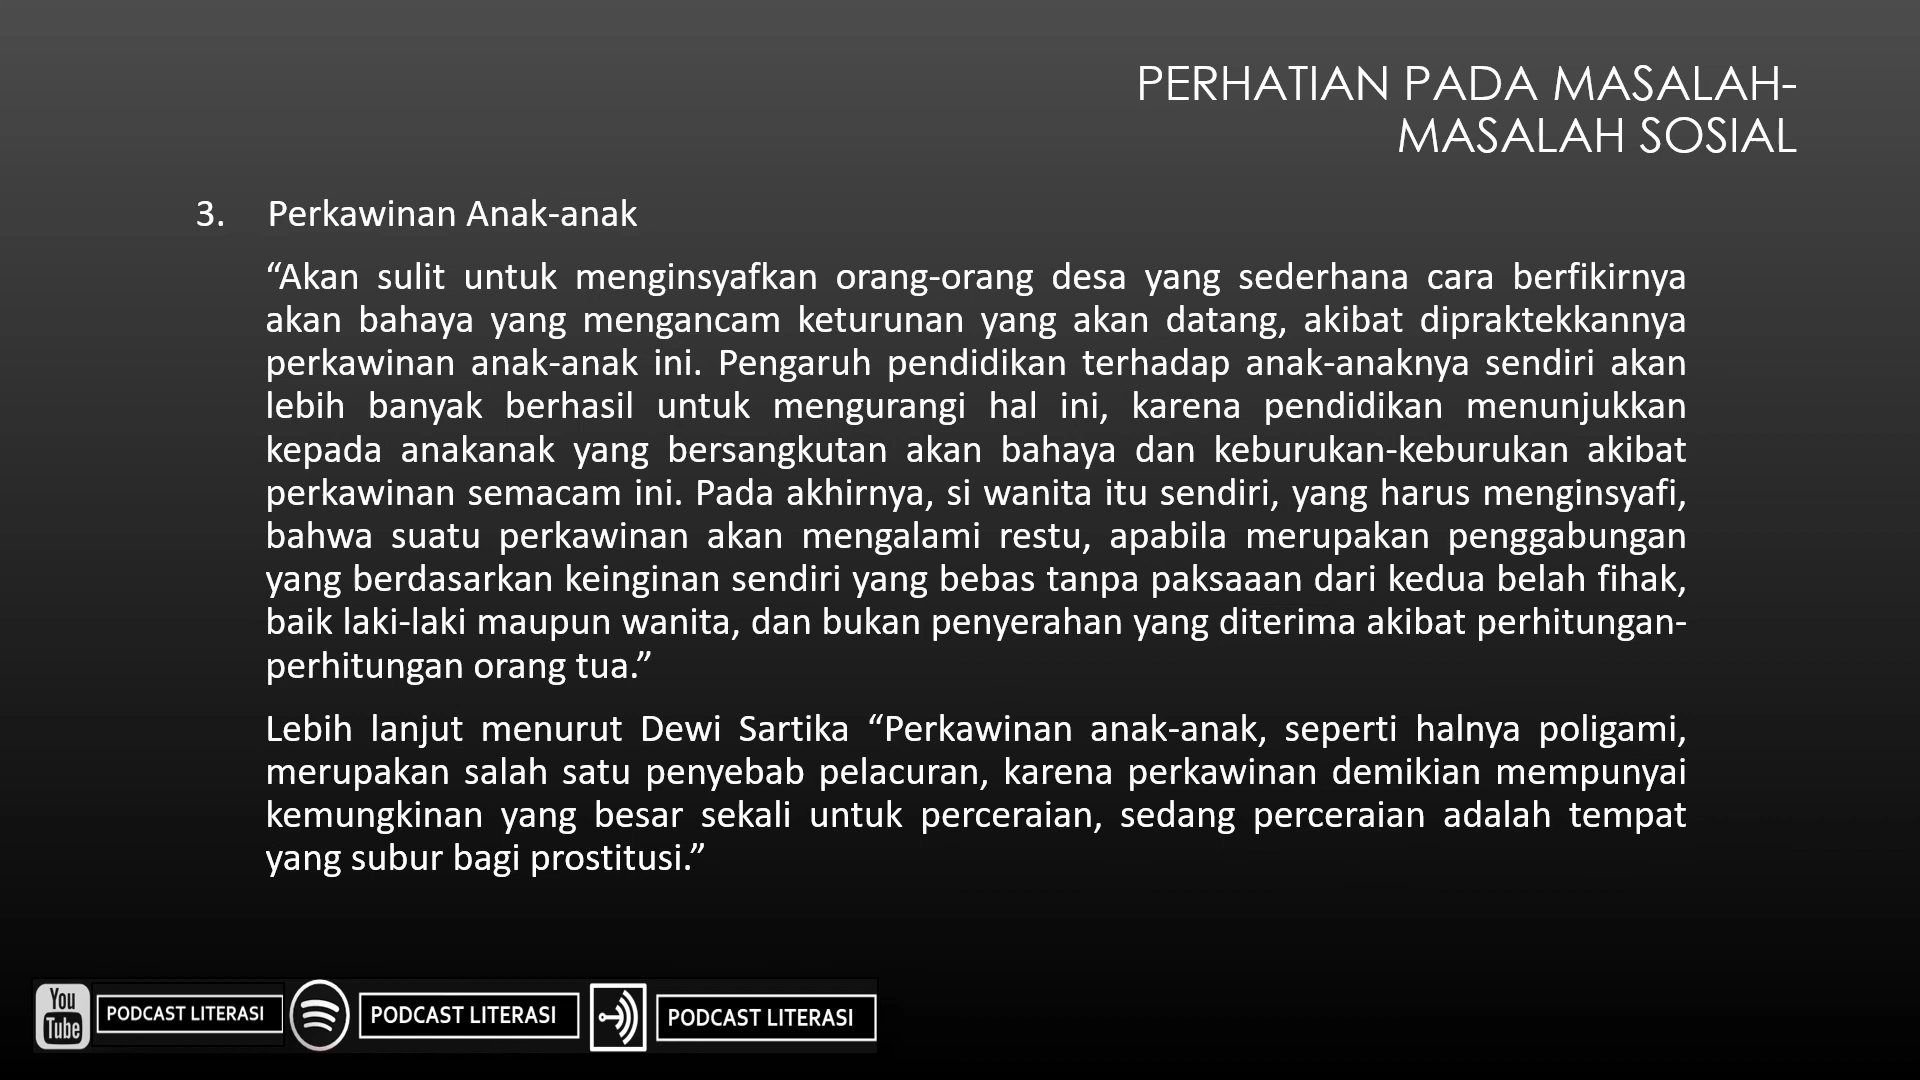 PERHATIAN PADA MASALAH-
MASALAH SOSIAL
3. Perkawinan Anak-anak
“Akan sulit untuk menginsyafkan orang-orang desa yang sederhana cara berfikirnya
akan bahaya yang mengancam keturunan yang akan datang, akibat dipraktekkannya
perkawinan anak-anak ini. Pengaruh pendidikan terhadap anak-anaknya sendiri akan
lebih banyak berhasil untuk mengurangi hal ini, karena pendidikan menunjukkan
kepada anakanak yang bersangkutan akan bahaya dan keburukan-keburukan akibat
perkawinan semacam ini. Pada akhirnya, si wanita itu sendiri, yang harus menginsyafi,
bahwa suatu perkawinan akan mengalami restu, apabila merupakan penggabungan
yang berdasarkan keinginan sendiri yang bebas tanpa paksaaan dari kedua belah fihak,
baik laki-laki maupun wanita, dan bukan penyerahan yang diterima akibat perhitungan-
perhitungan orang tua.”
Lebih lanjut menurut Dewi Sartika “Perkawinan anak-anak, seperti halnya poligami,
merupakan salah satu penyebab pelacuran, karena perkawinan demikian mempunyai
kemungkinan yang besar sekali untuk perceraian, sedang perceraian adalah tempat
yang subur bagi prostitusi.”
You
Tube
PODCAST LITERASI
PODCAST LITERASI
PODCAST LITERASI